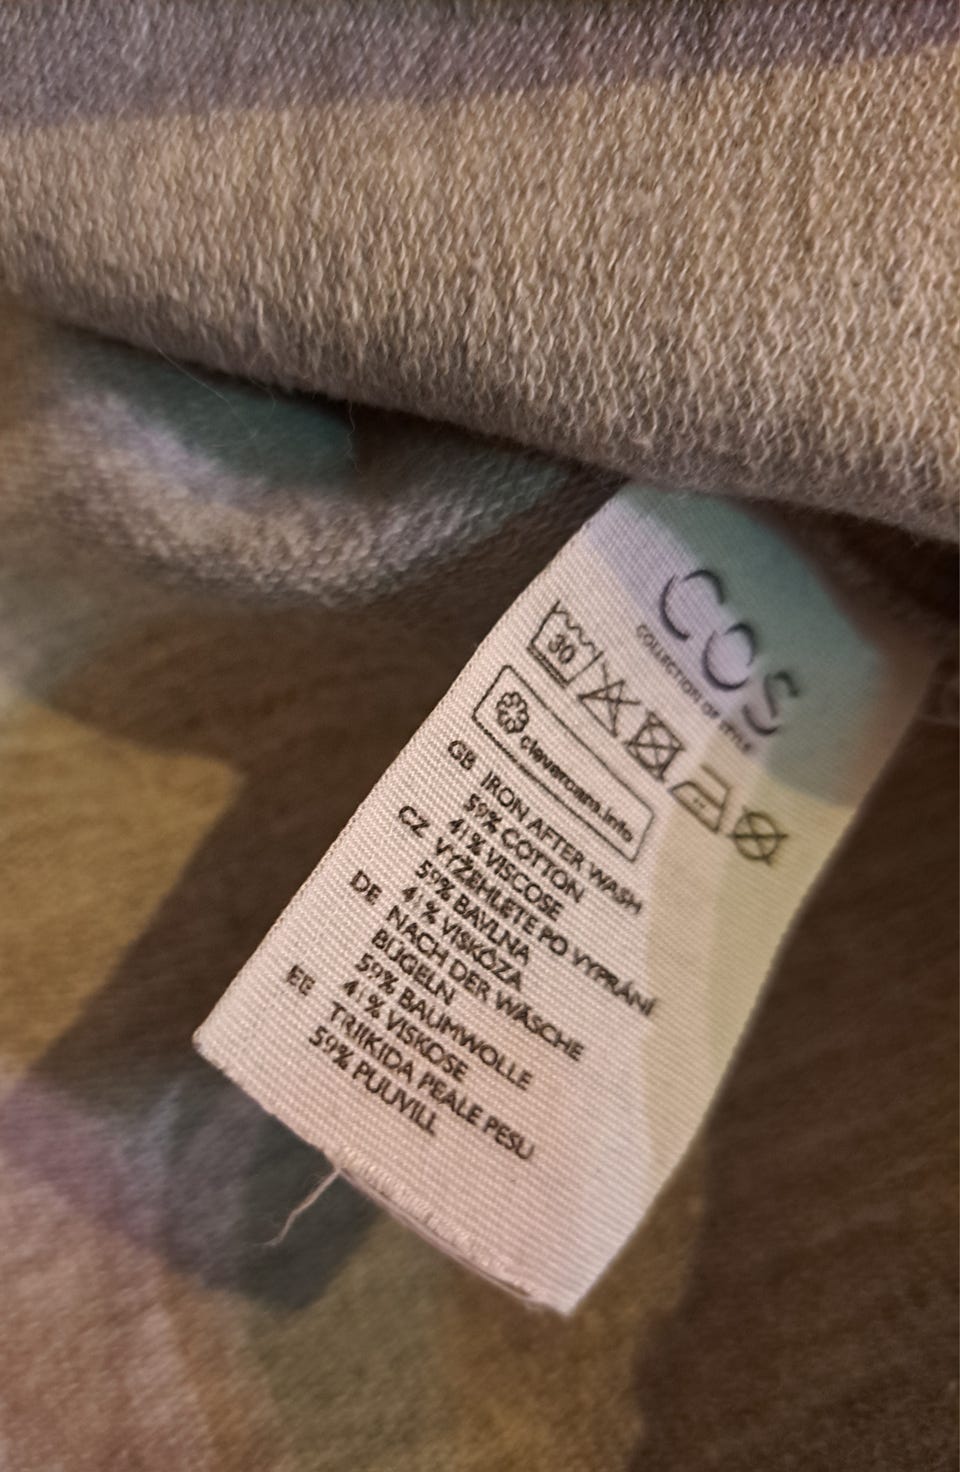 COS
COLLECTION OF STYLE
30
clevercare.info
GB IRON AFTER WASH
59% COTTON
41% VISCOSE
CZ VYŽEHLETE PO VYPRÁNÍ
59% BAVLNA
41% VISKÓZA
DE NACH DER WÄSCHE
BÜGELN
59% BAUMWOLLE
41% VISKOSE
EE TRIIKIDA PEALE PESU
59% PUUVILL